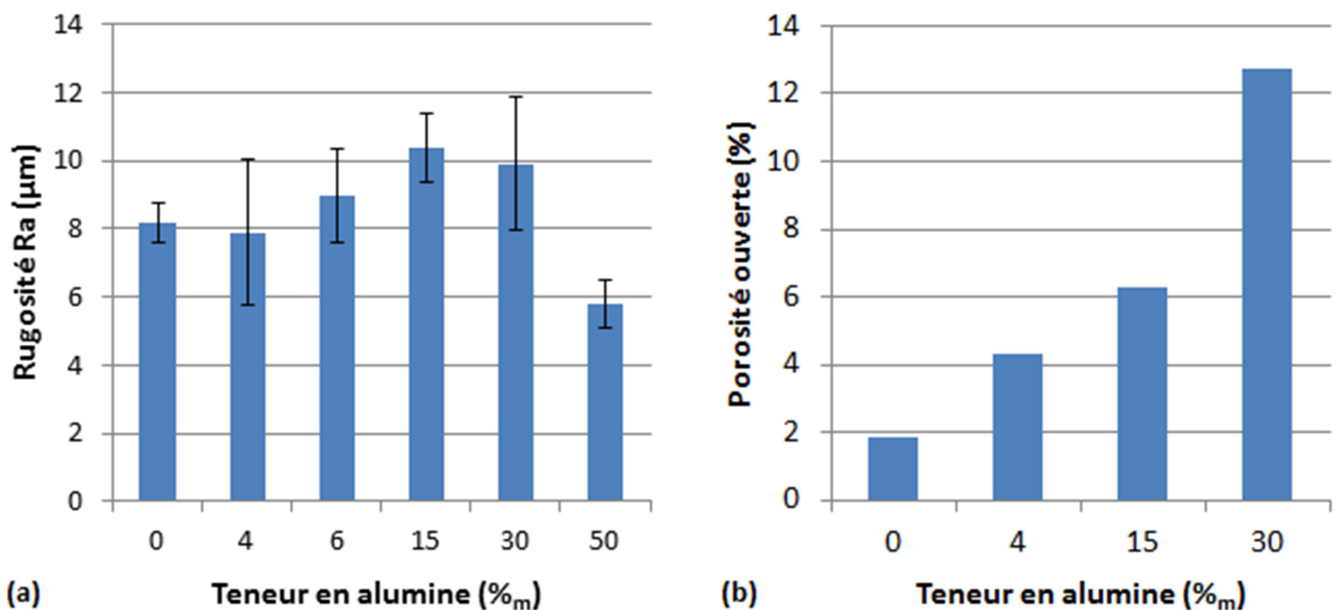 Rugosité Ra (µm)
14
12
10
8
6
4
2
0
0 4 6 15 30 50
(a) Teneur en alumine (%m)
Porosité ouverte (%)
14
12
10
8
6
4
2
0
0 4 15 30
(b) Teneur en alumine (%m)